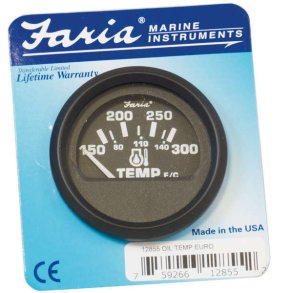 Faria® MARINE
INSTRUMENTS
Transferable Limited
Lifetime Warranty
Faria®
200 250
150 80 110 140 300
TEMP F/C
Made in the USA
12855 OIL TEMP EURO
CE
7 59266 12855 7